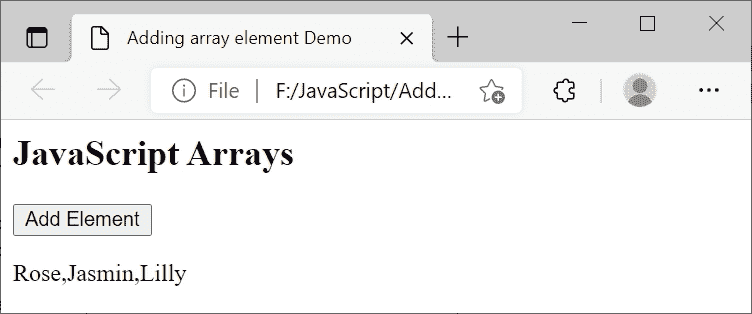 Adding array element Demo
File | F:/JavaScript/Add...
JavaScript Arrays
Add Element
Rose,Jasmin,Lilly